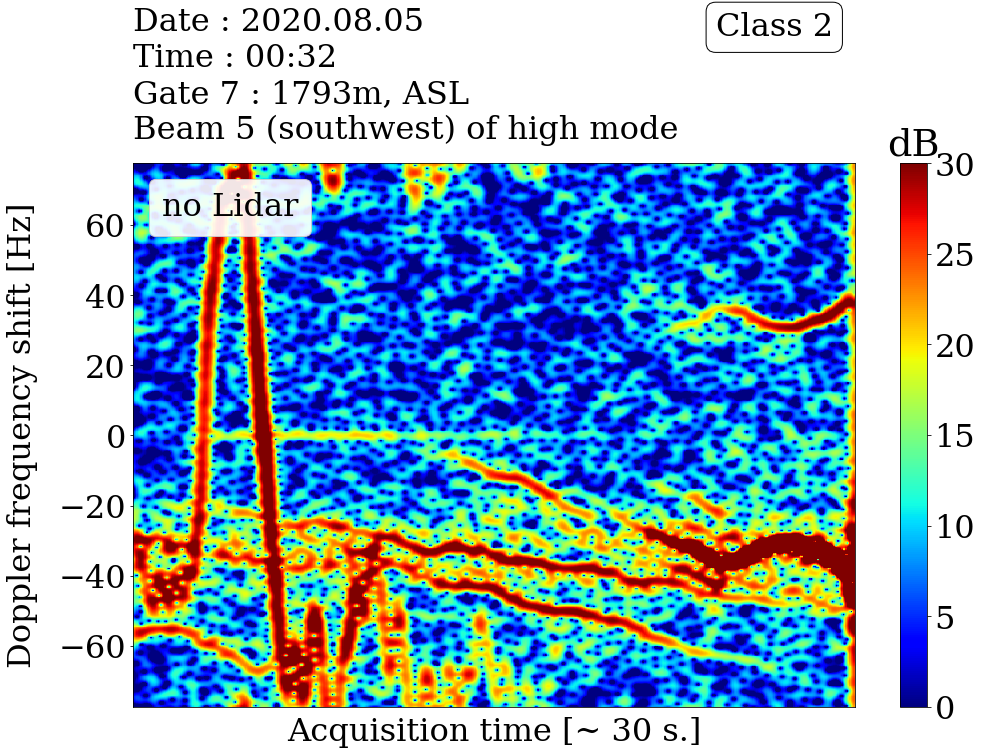 Date : 2020.08.05
Class 2
Time : 00:32
Gate 7 : 1793m, ASL
Beam 5 (southwest) of high mode
dB
no Lidar
Doppler frequency shift [Hz]
60
40
20
0
−20
−40
−60
30
25
20
15
10
5
0
Acquisition time [~ 30 s.]